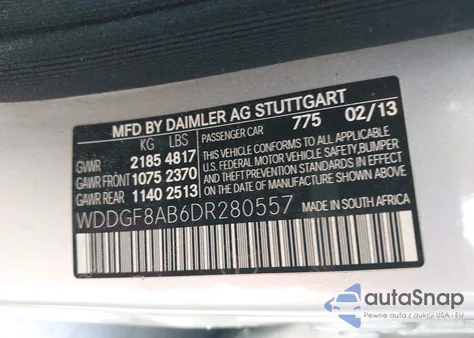 MFD BY DAIMLER AG STUTTGART
KG LBS PASSENGER CAR 775 02/13
GVWR 2185 4817
GAWR FRONT 1075 2370
GAWR REAR 1140 2513
THIS VEHICLE CONFORMS TO ALL
APPLICABLE U.S. FEDERAL MOTOR
VEHICLE SAFETY, BUMPER,
AND THEFT PREVENTION STANDARDS
IN EFFECT ON THE DATE OF
MANUFACTURE SHOWN ABOVE.
WDDGF8AB6DR280557 MADE IN SOUTH AFRICA
autoSnap
Pewne auto z aukcji USA i EU